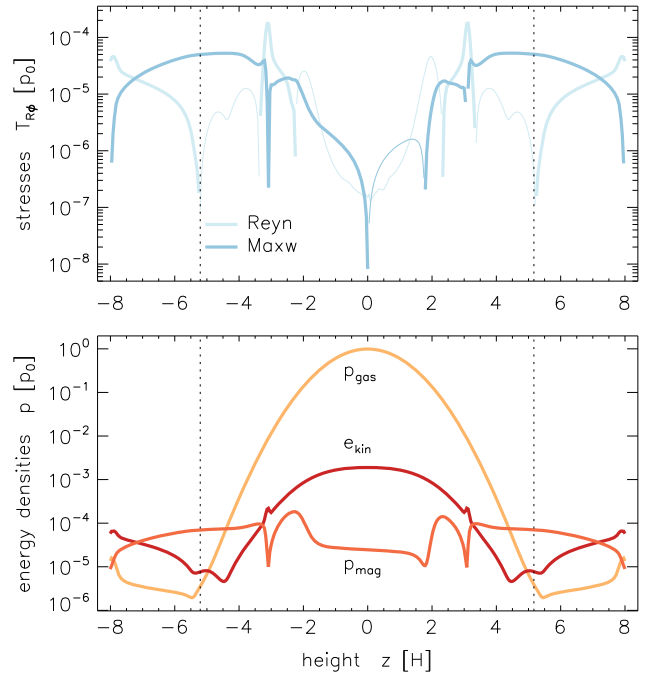 stresses T_Rϕ [p_0]
10^-4
10^-5
10^-6
10^-7
10^-8
Reyn
Maxw
-8 -6 -4 -2 0 2 4 6 8
energy densities p [p_0]
10^0
10^-1
10^-2
10^-3
10^-4
10^-5
10^-6
p_gas
e_kin
p_mag
-8 -6 -4 -2 0 2 4 6 8
height z [H]